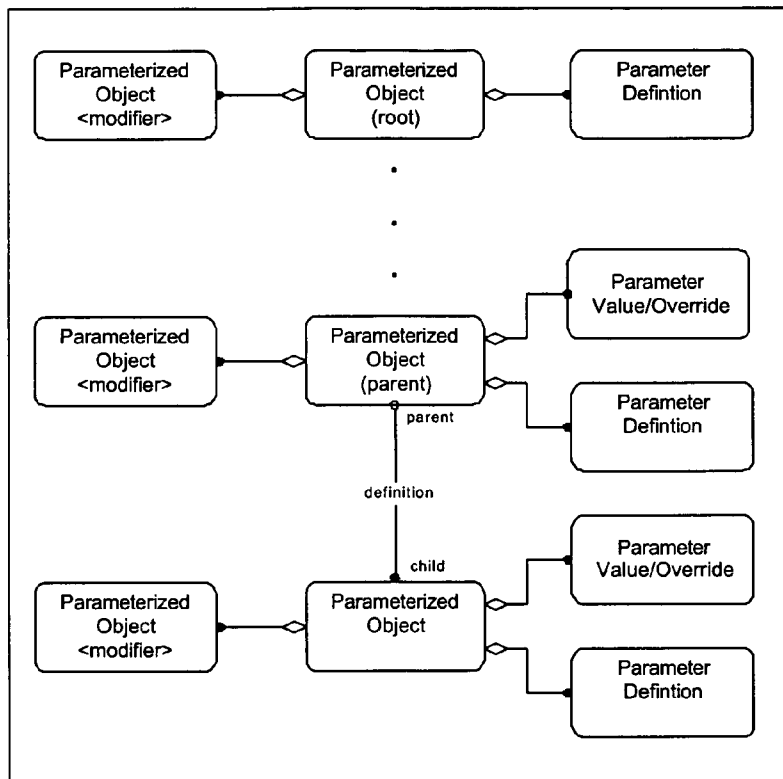 Parameterized
Object
<modifier>
Parameterized
Object
(root)
Parameter
Defintion
Parameterized
Object
<modifier>
Parameterized
Object
(parent)
Parameter
Value/Override
Parameter
Defintion
parent
definition
child
Parameterized
Object
<modifier>
Parameterized
Object
Parameter
Value/Override
Parameter
Defintion